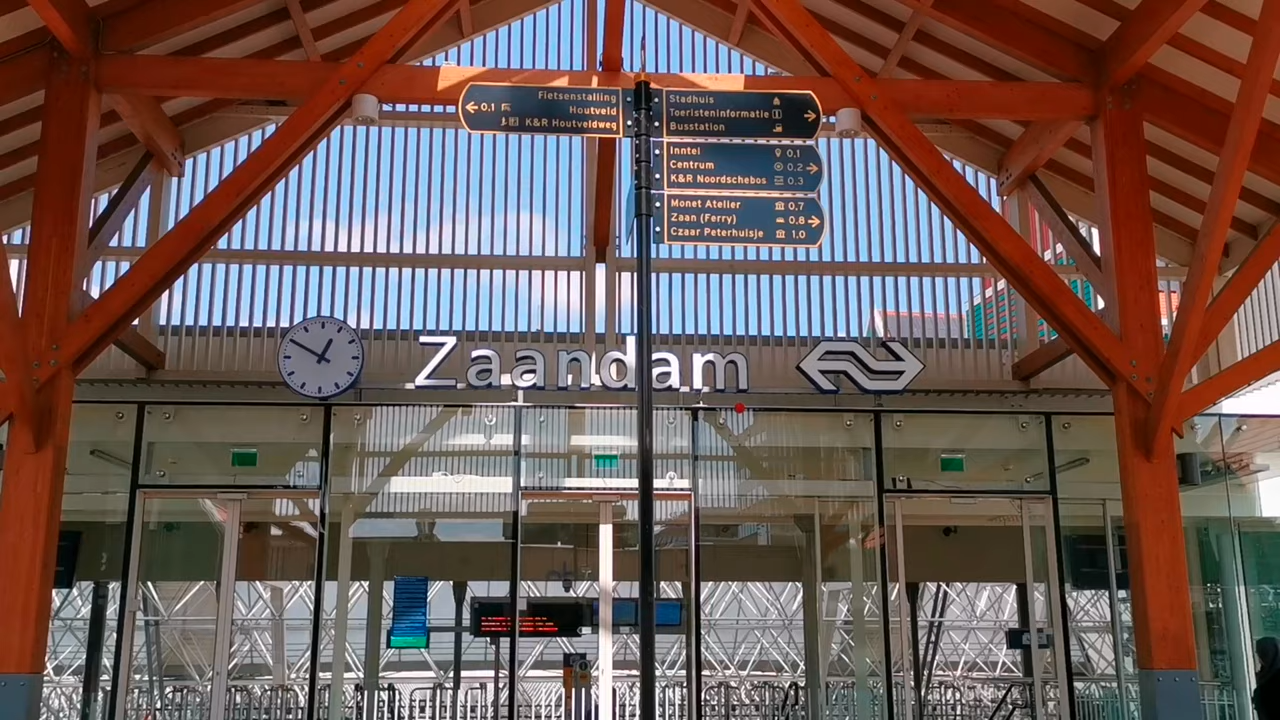 Fietsenstalling
0.1 Houtveld
K&R Houtveldweg
Stadhuis
Toeristeninformatie
Busstation
Inntel 0,1
Centrum 0,2
K&R Noordschebos 0,3
Monet Atelier 0,7
Zaan (Ferry) 0,8
Czaar Peterhuisje 1,0
Zaandam